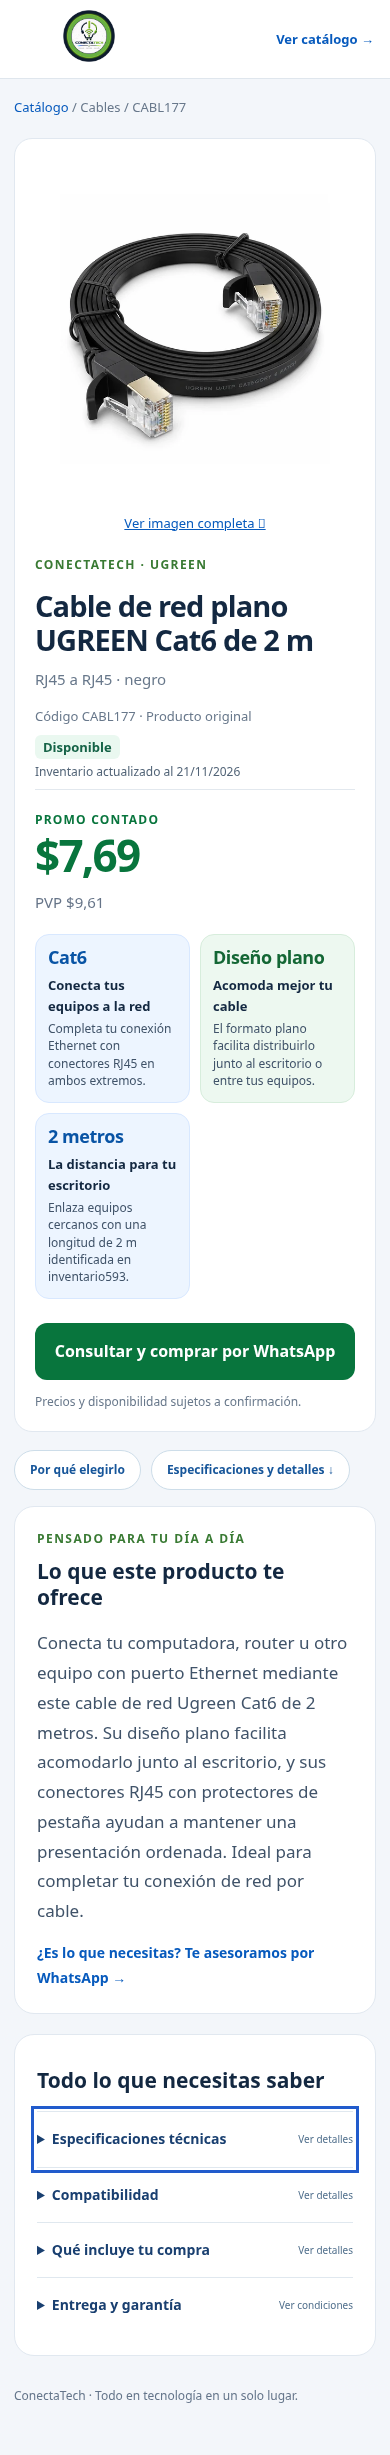 CONECTATECH
Ver catálogo →
Catálogo / Cables / CABL177
Ver imagen completa
CONECTATECH · UGREEN
Cable de red plano
UGREEN Cat6 de 2 m
RJ45 a RJ45 · negro
Código CABL177 · Producto original
Disponible
Inventario actualizado al 21/11/2026
PROMO CONTADO
$7,69
PVP $9,61
Cat6
Conecta tus
equipos a la red
Completa tu conexión
Ethernet con
conectores RJ45 en
ambos extremos.
Diseño plano
Acomoda mejor tu
cable
El formato plano
facilita distribuirlo
junto al escritorio o
entre tus equipos.
2 metros
La distancia para tu
escritorio
Enlaza equipos
cercanos con una
longitud de 2 m
identificada en
inventario593.
Consultar y comprar por WhatsApp
Precios y disponibilidad sujetos a confirmación.
Por qué elegirlo
Especificaciones y detalles ↓
PENSADO PARA TU DÍA A DÍA
Lo que este producto te
ofrece
Conecta tu computadora, router u otro
equipo con puerto Ethernet mediante
este cable de red Ugreen Cat6 de 2
metros. Su diseño plano facilita
acomodarlo junto al escritorio, y sus
conectores RJ45 con protectores de
pestaña ayudan a mantener una
presentación ordenada. Ideal para
completar tu conexión de red por
cable.
¿Es lo que necesitas? Te asesoramos por
WhatsApp →
Todo lo que necesitas saber
Especificaciones técnicas Ver detalles
Compatibilidad Ver detalles
Qué incluye tu compra Ver detalles
Entrega y garantía Ver condiciones
ConectaTech · Todo en tecnología en un solo lugar.